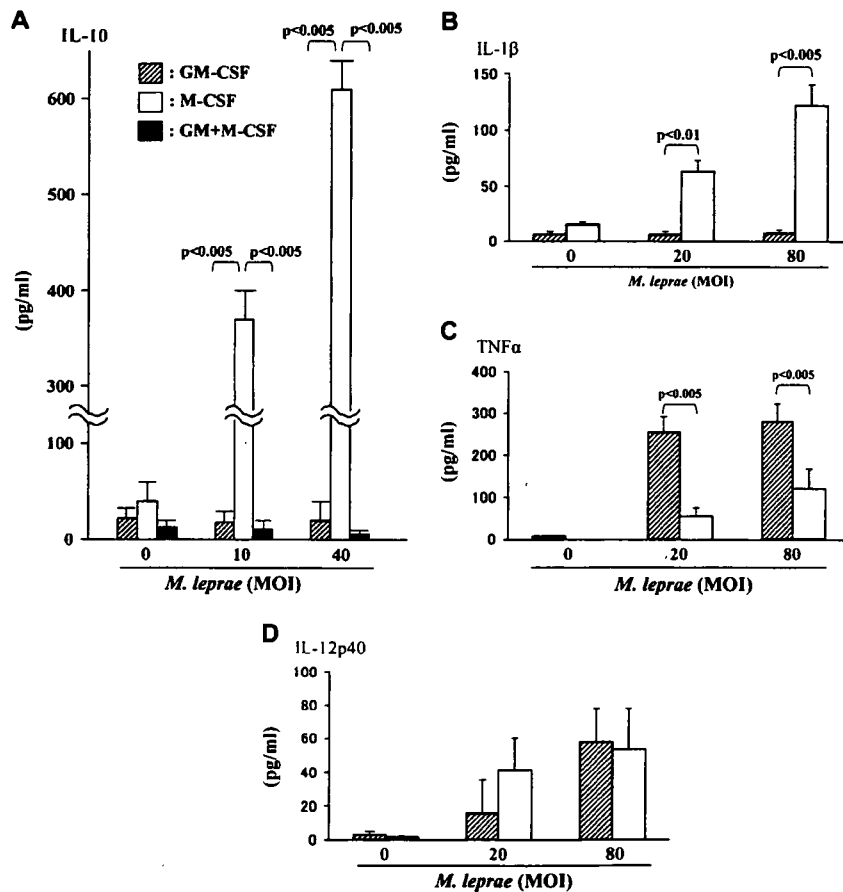 A
IL-10
(pg/ml)
600
500
400
300
100
0
: GM-CSF
: M-CSF
: GM+M-CSF
p<0.005
p<0.005
p<0.005
p<0.005
0
10
40
M. leprae (MOI)
B
IL-1β
(pg/ml)
150
100
50
0
p<0.01
p<0.005
0
20
80
M. leprae (MOI)
C
TNFα
(pg/ml)
400
300
200
100
0
p<0.005
p<0.005
0
20
80
M. leprae (MOI)
D
IL-12p40
(pg/ml)
100
80
60
40
20
0
0
20
80
M. leprae (MOI)